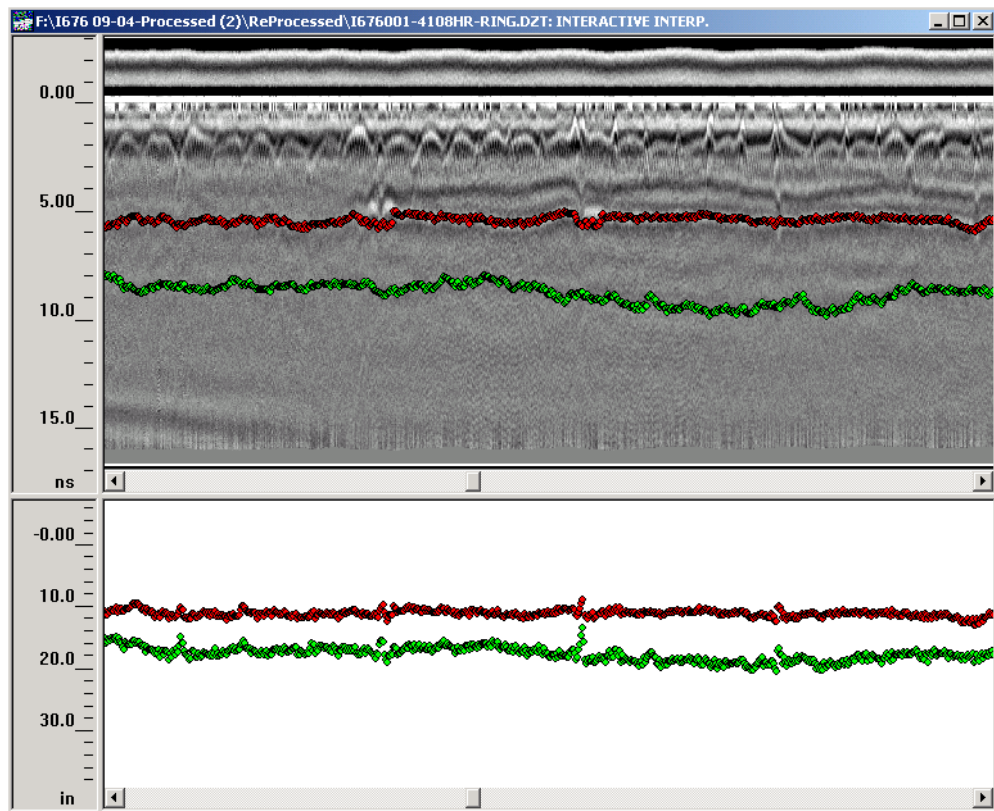 F:\I676 09-04-Processed (2)\ReProcessed\I676001-4108HR-RING.DZT: INTERACTIVE INTERP.
0.00
5.00
10.0
15.0
ns
-0.00
10.0
20.0
30.0
in